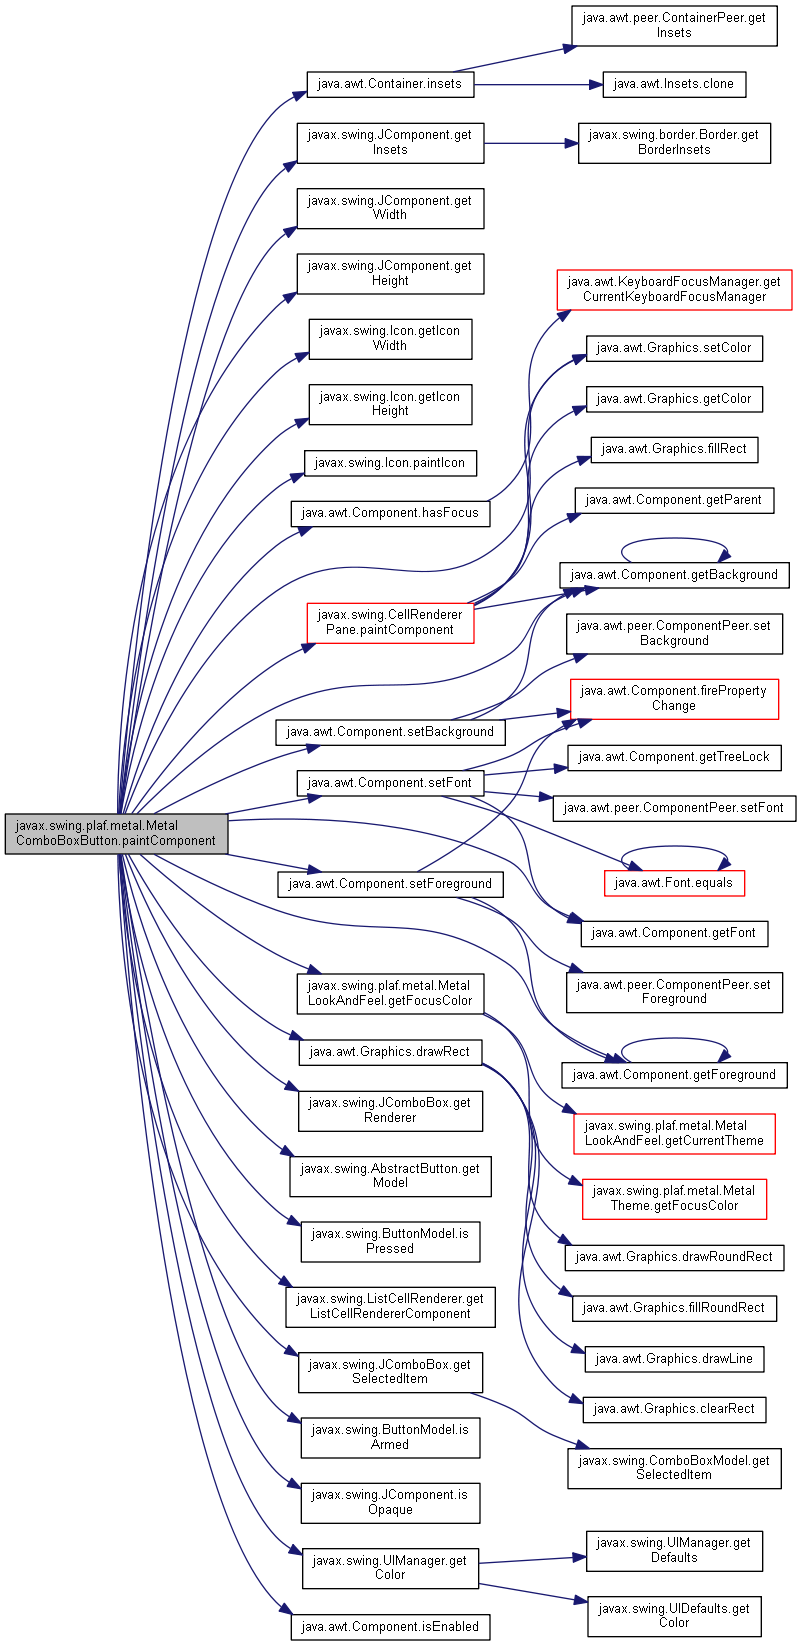 java.awt.peer.ContainerPeer.get
Insets
java.awt.Container.insets
java.awt.Insets.clone
javax.swing.JComponent.get
Insets
javax.swing.border.Border.get
BorderInsets
javax.swing.JComponent.get
Width
javax.swing.JComponent.get
Height
java.awt.KeyboardFocusManager.get
CurrentKeyboardFocusManager
javax.swing.Icon.getIcon
Width
java.awt.Graphics.setColor
javax.swing.Icon.getIcon
Height
java.awt.Graphics.getColor
java.awt.Graphics.fillRect
javax.swing.Icon.paintIcon
java.awt.Component.getParent
java.awt.Component.hasFocus
java.awt.Component.getBackground
javax.swing.CellRenderer
Pane.paintComponent
java.awt.peer.ComponentPeer.set
Background
java.awt.Component.fireProperty
Change
java.awt.Component.setBackground
java.awt.Component.getTreeLock
java.awt.Component.setFont
java.awt.peer.ComponentPeer.setFont
javax.swing.plaf.metal.Metal
ComboBoxButton.paintComponent
java.awt.Component.setForeground
java.awt.Font.equals
java.awt.Component.getFont
javax.swing.plaf.metal.Metal
LookAndFeel.getFocusColor
java.awt.peer.ComponentPeer.set
Foreground
java.awt.Graphics.drawRect
java.awt.Component.getForeground
javax.swing.JComboBox.get
Renderer
javax.swing.plaf.metal.Metal
LookAndFeel.getCurrentTheme
javax.swing.AbstractButton.get
Model
javax.swing.plaf.metal.Metal
Theme.getFocusColor
javax.swing.ButtonModel.is
Pressed
java.awt.Graphics.drawRoundRect
javax.swing.ListCellRenderer.get
ListCellRendererComponent
java.awt.Graphics.fillRoundRect
javax.swing.JComboBox.get
SelectedItem
java.awt.Graphics.drawLine
java.awt.Graphics.clearRect
javax.swing.ButtonModel.is
Armed
javax.swing.ComboBoxModel.get
SelectedItem
javax.swing.JComponent.is
Opaque
javax.swing.UIManager.get
Defaults
javax.swing.UIManager.get
Color
javax.swing.UIDefaults.get
Color
java.awt.Component.isEnabled